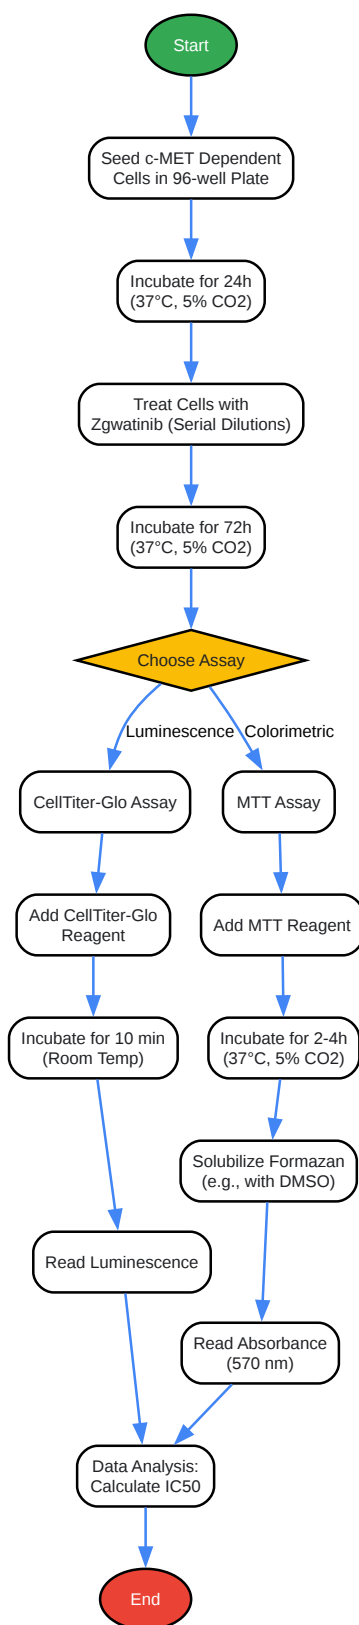 Start
Seed c-MET Dependent
Cells in 96-well Plate
Incubate for 24h
(37°C, 5% CO2)
Treat Cells with
Zgwatinib (Serial Dilutions)
Incubate for 72h
(37°C, 5% CO2)
Choose Assay
Luminescence
Colorimetric
CellTiter-Glo Assay
MTT Assay
Add CellTiter-Glo
Reagent
Add MTT Reagent
Incubate for 10 min
(Room Temp)
Incubate for 2-4h
(37°C, 5% CO2)
Solubilize Formazan
(e.g., with DMSO)
Read Luminescence
Read Absorbance
(570 nm)
Data Analysis:
Calculate IC50
End